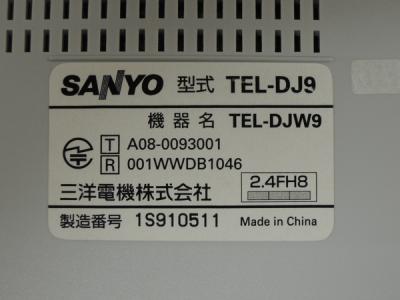 SANYO 型式 TEL-DJ9
機器名 TEL-DJW9
T A08-0093001
R 001WWDB1046
三洋電機株式会社 2.4FH8
製造番号 1S910511 Made in China